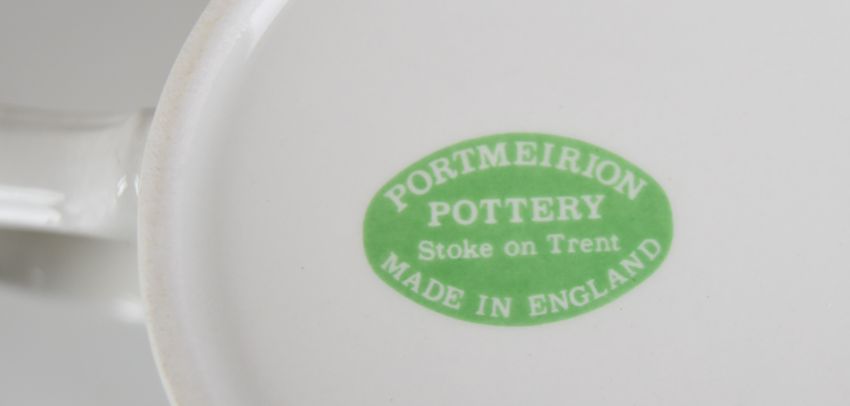 PORTMEIRION
POTTERY
Stoke on Trent
MADE IN ENGLAND